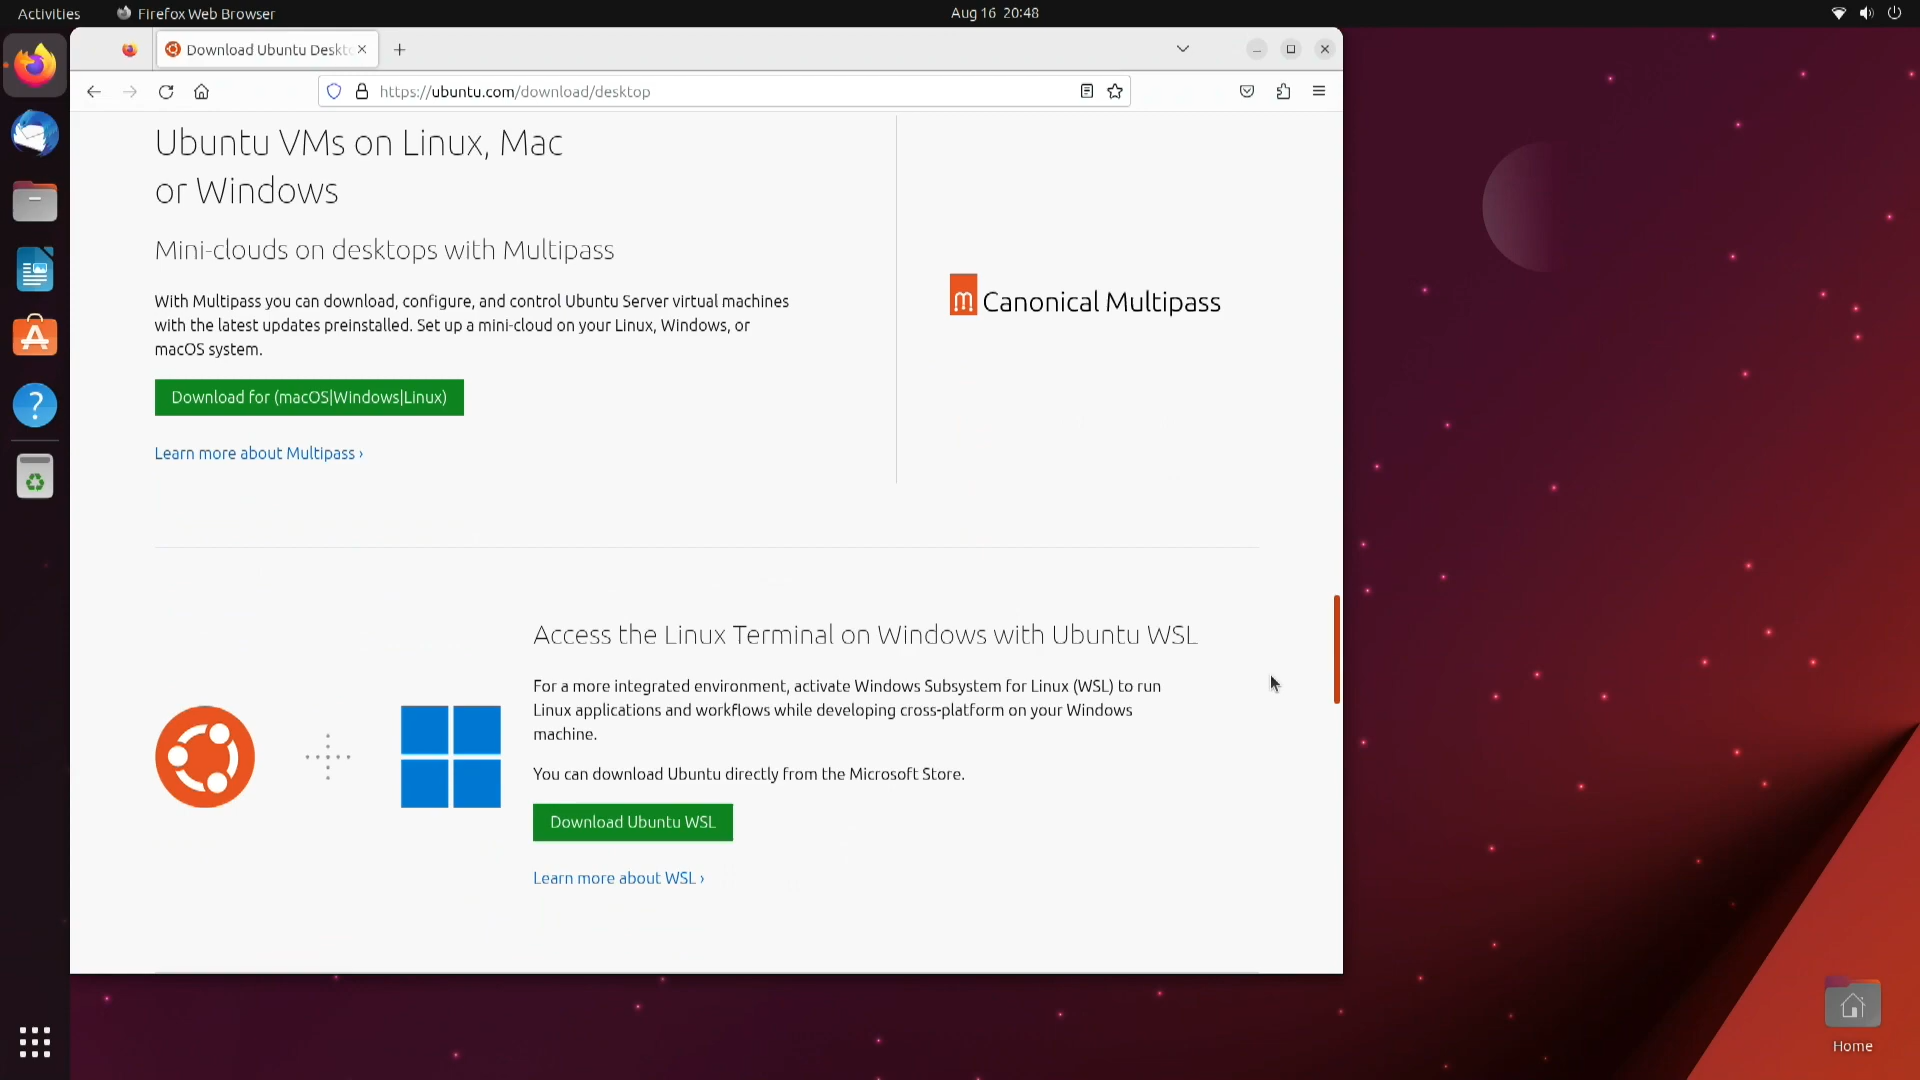 Activities
Firefox Web Browser
Aug 16 20:48
Download Ubuntu Deskto
https://ubuntu.com/download/desktop
Ubuntu VMs on Linux, Mac
or Windows
Mini-clouds on desktops with Multipass
With Multipass you can download, configure, and control Ubuntu Server virtual machines
with the latest updates preinstalled. Set up a mini-cloud on your Linux, Windows, or
macOS system.
Download for (macOS|Windows|Linux)
Learn more about Multipass ›
m Canonical Multipass
Access the Linux Terminal on Windows with Ubuntu WSL
For a more integrated environment, activate Windows Subsystem for Linux (WSL) to run
Linux applications and workflows while developing cross-platform on your Windows
machine.
You can download Ubuntu directly from the Microsoft Store.
Download Ubuntu WSL
Learn more about WSL ›
Home